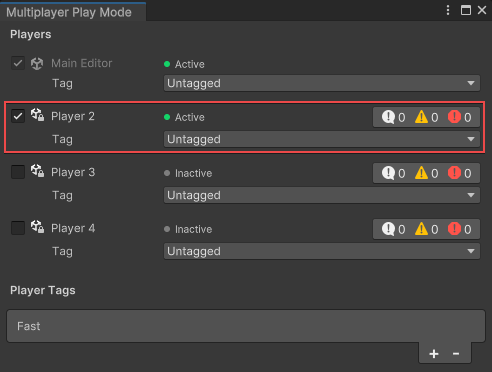 Multiplayer Play Mode
Players
Main Editor Active
Tag Untagged
Player 2 Active 0 0 0
Tag Untagged
Player 3 Inactive 0 0 0
Tag Untagged
Player 4 Inactive 0 0 0
Tag Untagged
Player Tags
Fast
+ -